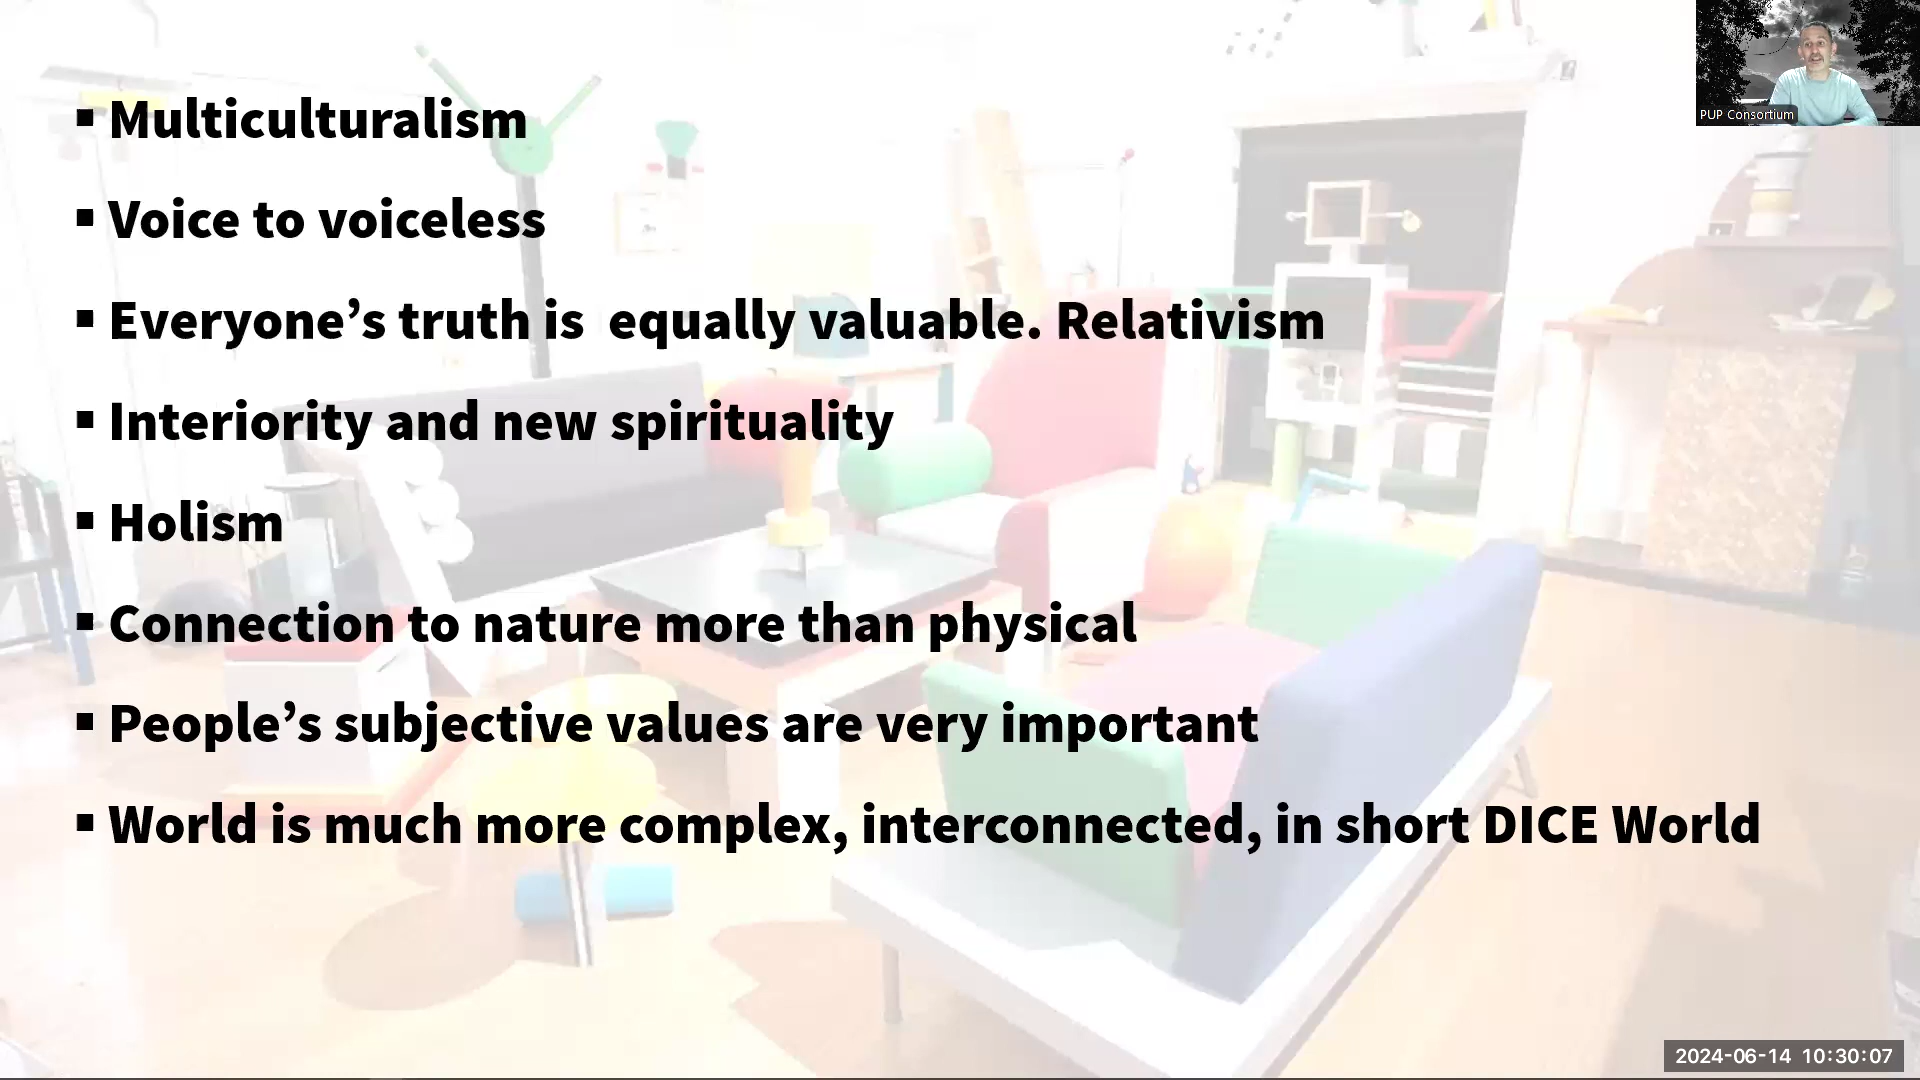 PUP Consortium
▪ Multiculturalism
▪ Voice to voiceless
▪ Everyone’s truth is  equally valuable. Relativism
▪ Interiority and new spirituality
▪ Holism
▪ Connection to nature more than physical
▪ People’s subjective values are very important
▪ World is much more complex, interconnected, in short DICE World
2024-06-14 10:30:07